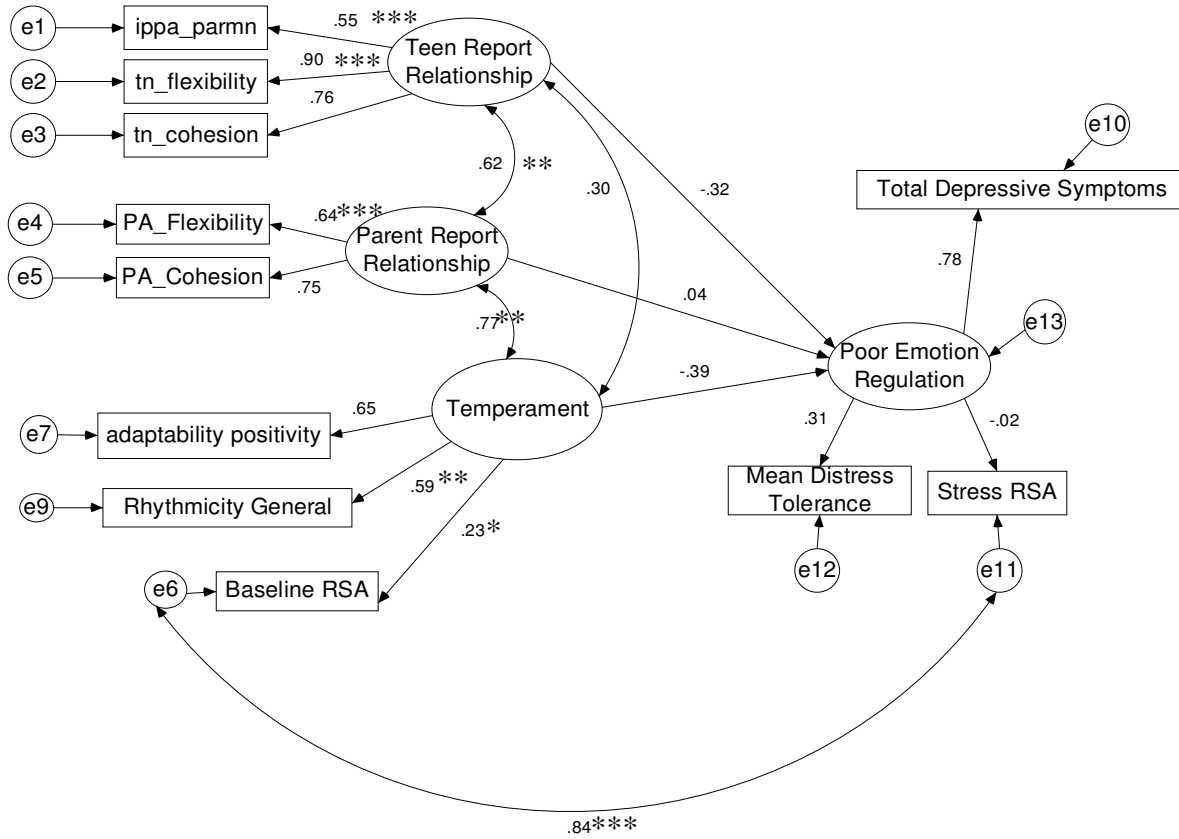 e1
ippa_parmn
.55 ***
Teen Report
Relationship
e2
tn_flexibility
.90 ***
e3
tn_cohesion
.76
e10
Total Depressive Symptoms
.62 **
.30
-.32
e4
PA_Flexibility
.64***
Parent Report
Relationship
e5
PA_Cohesion
.75
.04
.78
e13
.77**
Poor Emotion
Regulation
-.39
Temperament
e7
adaptability positivity
.65
.31
-.02
e9
Rhythmicity General
.59**
Mean Distress
Tolerance
Stress RSA
.23*
e6
Baseline RSA
e12
e11
.84***